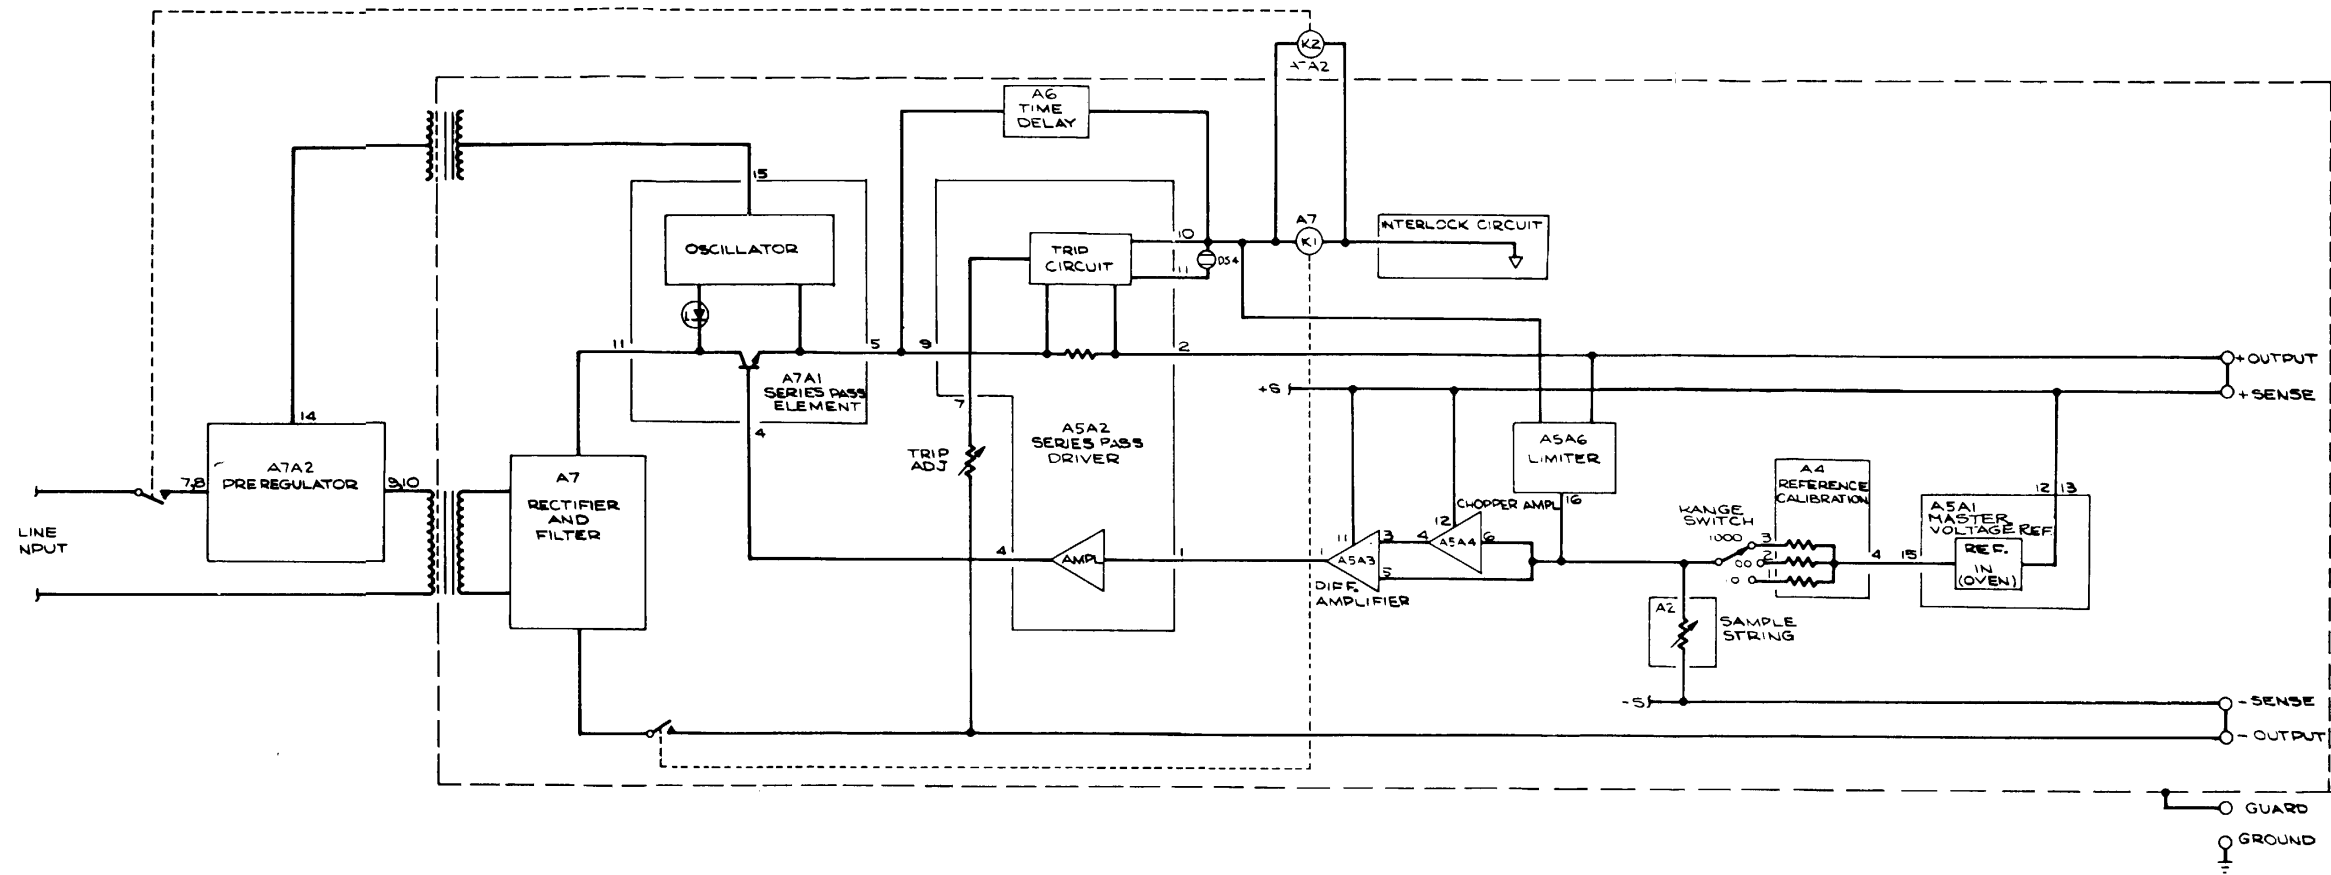 K2
A2
A6
TIME
DELAY
15
OSCILLATOR
10
A7
K1
INTERLOCK CIRCUIT
TRIP
CIRCUIT
11
DS4
11
5
9
2
+ OUTPUT
A7A1
SERIES PASS
ELEMENT
+S
+ SENSE
7
14
4
A5A2
SERIES PASS
DRIVER
A5A6
LIMITER
TRIP
ADJ
A7A2
PREREGULATOR
7,8
9,10
A7
RECTIFIER
AND
FILTER
A4
REFERENCE
CALIBRATION
CHOPPER AMPL
16
12 13
A5A1
MASTER
VOLTAGE REF.
SWITCH
1000
3
21
11
4
15
REF.
IN
(OVEN)
LINE
12
4
A5A4
6
11
3
1
A5A3
5
4
AMPL
1
DIFF.
AMPLIFIER
A2
SAMPLE
STRING
-S
- SENSE
- OUTPUT
GUARD
GROUND